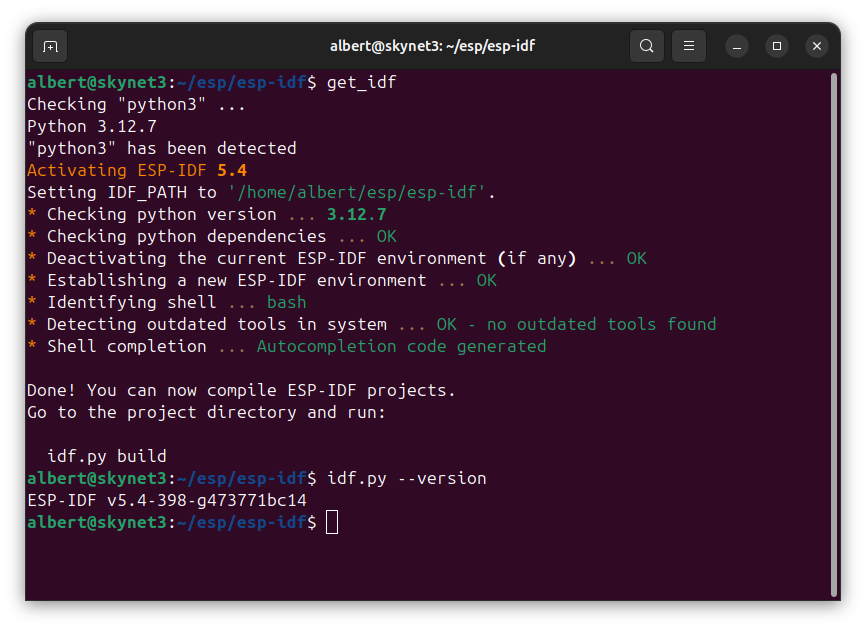 albert@skynet3: ~/esp/esp-idf
albert@skynet3:~/esp/esp-idf$ get_idf
Checking "python3" ...
Python 3.12.7
"python3" has been detected
Activating ESP-IDF 5.4
Setting IDF_PATH to '/home/albert/esp/esp-idf'.
* Checking python version ... 3.12.7
* Checking python dependencies ... OK
* Deactivating the current ESP-IDF environment (if any) ... OK
* Establishing a new ESP-IDF environment ... OK
* Identifying shell ... bash
* Detecting outdated tools in system ... OK - no outdated tools found
* Shell completion ... Autocompletion code generated
Done! You can now compile ESP-IDF projects.
Go to the project directory and run:
idf.py build
albert@skynet3:~/esp/esp-idf$ idf.py --version
ESP-IDF v5.4-398-g473771bc14
albert@skynet3:~/esp/esp-idf$